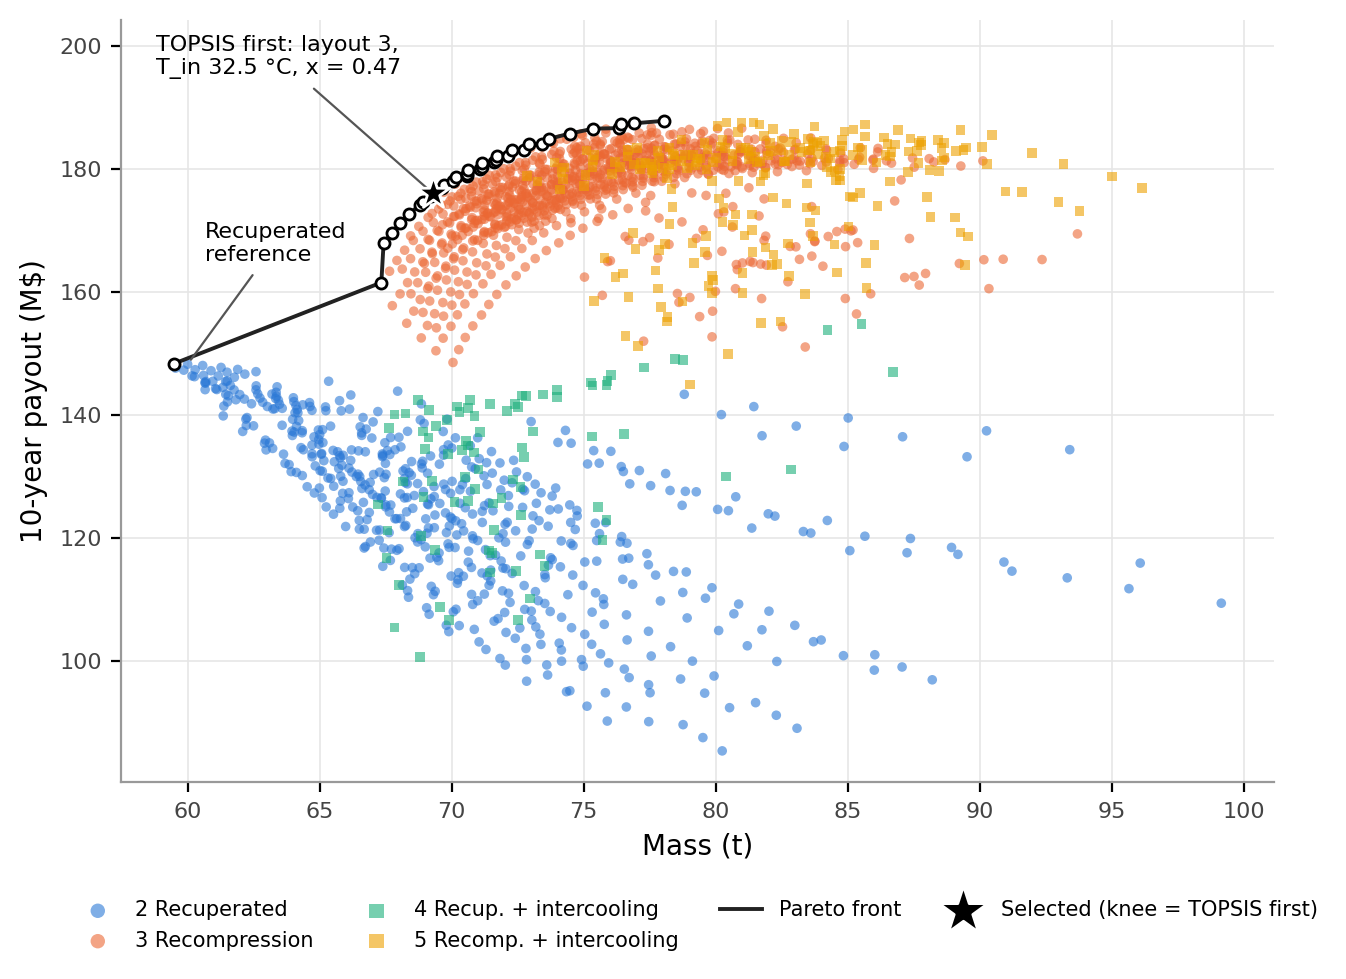 TOPSIS first: layout 3,
T_in 32.5 °C, x = 0.47
Recuperated
reference
10-year payout (M$)
200
180
160
140
120
100
60
65
70
75
80
85
90
95
100
Mass (t)
2 Recuperated
3 Recompression
4 Recup. + intercooling
5 Recomp. + intercooling
Pareto front
Selected (knee = TOPSIS first)